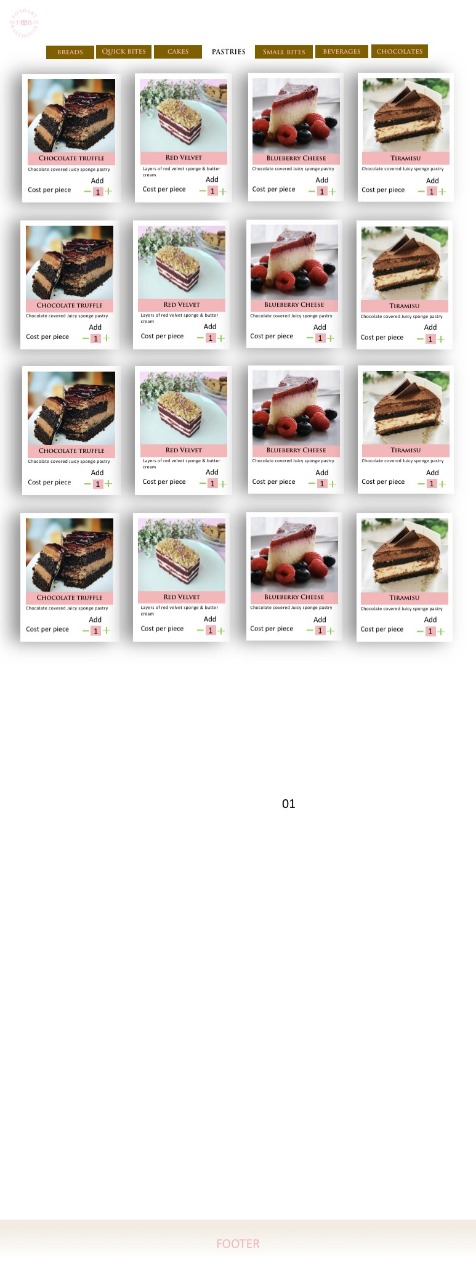 BREADS
QUICK BITES
CAKES
PASTRIES
SMALL BITES
BEVERAGES
CHOCOLATES
CHOCOLATE TRUFFLE
Chocolate covered juicy sponge pastry
Add
Cost per piece
− 1 +
RED VELVET
Layers of red velvet sponge & butter
cream
Add
Cost per piece
− 1 +
BLUEBERRY CHEESE
Chocolate covered juicy sponge pastry
Add
Cost per piece
− 1 +
TIRAMISU
Chocolate covered juicy sponge pastry
Add
Cost per piece
− 1 +
CHOCOLATE TRUFFLE
Chocolate covered juicy sponge pastry
Add
Cost per piece
− 1 +
RED VELVET
Layers of red velvet sponge & butter
cream
Add
Cost per piece
− 1 +
BLUEBERRY CHEESE
Chocolate covered juicy sponge pastry
Add
Cost per piece
− 1 +
TIRAMISU
Chocolate covered juicy sponge pastry
Add
Cost per piece
− 1 +
CHOCOLATE TRUFFLE
Chocolate covered juicy sponge pastry
Add
Cost per piece
− 1 +
RED VELVET
Layers of red velvet sponge & butter
cream
Add
Cost per piece
− 1 +
BLUEBERRY CHEESE
Chocolate covered juicy sponge pastry
Add
Cost per piece
− 1 +
TIRAMISU
Chocolate covered juicy sponge pastry
Add
Cost per piece
− 1 +
CHOCOLATE TRUFFLE
Chocolate covered juicy sponge pastry
Add
Cost per piece
− 1 +
RED VELVET
Layers of red velvet sponge & butter
cream
Add
Cost per piece
− 1 +
BLUEBERRY CHEESE
Chocolate covered juicy sponge pastry
Add
Cost per piece
− 1 +
TIRAMISU
Chocolate covered juicy sponge pastry
Add
Cost per piece
− 1 +
01
FOOTER